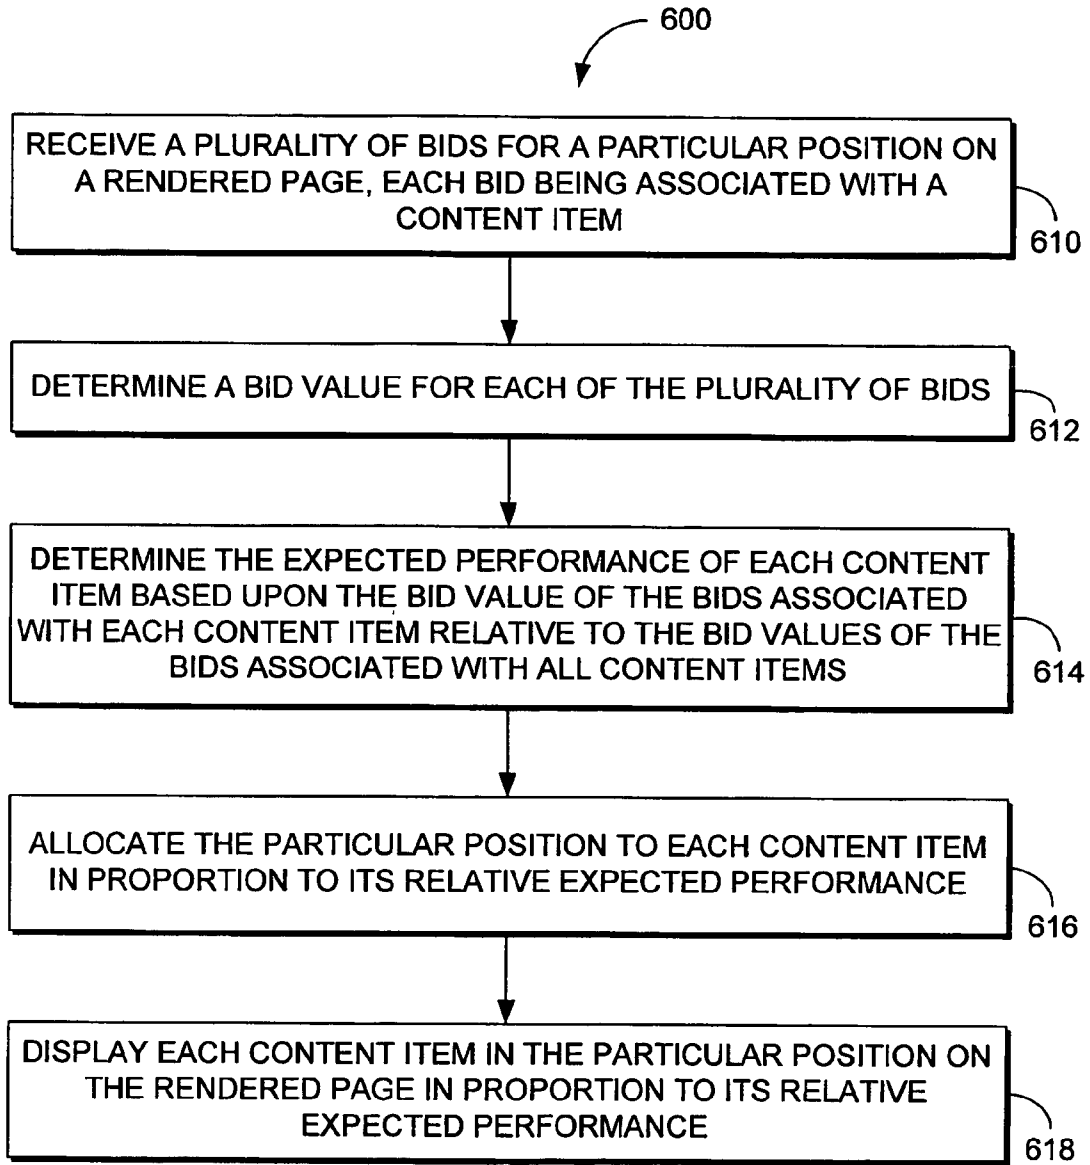 600
RECEIVE A PLURALITY OF BIDS FOR A PARTICULAR POSITION ON
A RENDERED PAGE, EACH BID BEING ASSOCIATED WITH A
CONTENT ITEM
610
DETERMINE A BID VALUE FOR EACH OF THE PLURALITY OF BIDS
612
DETERMINE THE EXPECTED PERFORMANCE OF EACH CONTENT
ITEM BASED UPON THE BID VALUE OF THE BIDS ASSOCIATED
WITH EACH CONTENT ITEM RELATIVE TO THE BID VALUES OF THE
BIDS ASSOCIATED WITH ALL CONTENT ITEMS
614
ALLOCATE THE PARTICULAR POSITION TO EACH CONTENT ITEM
IN PROPORTION TO ITS RELATIVE EXPECTED PERFORMANCE
616
DISPLAY EACH CONTENT ITEM IN THE PARTICULAR POSITION ON
THE RENDERED PAGE IN PROPORTION TO ITS RELATIVE
EXPECTED PERFORMANCE
618